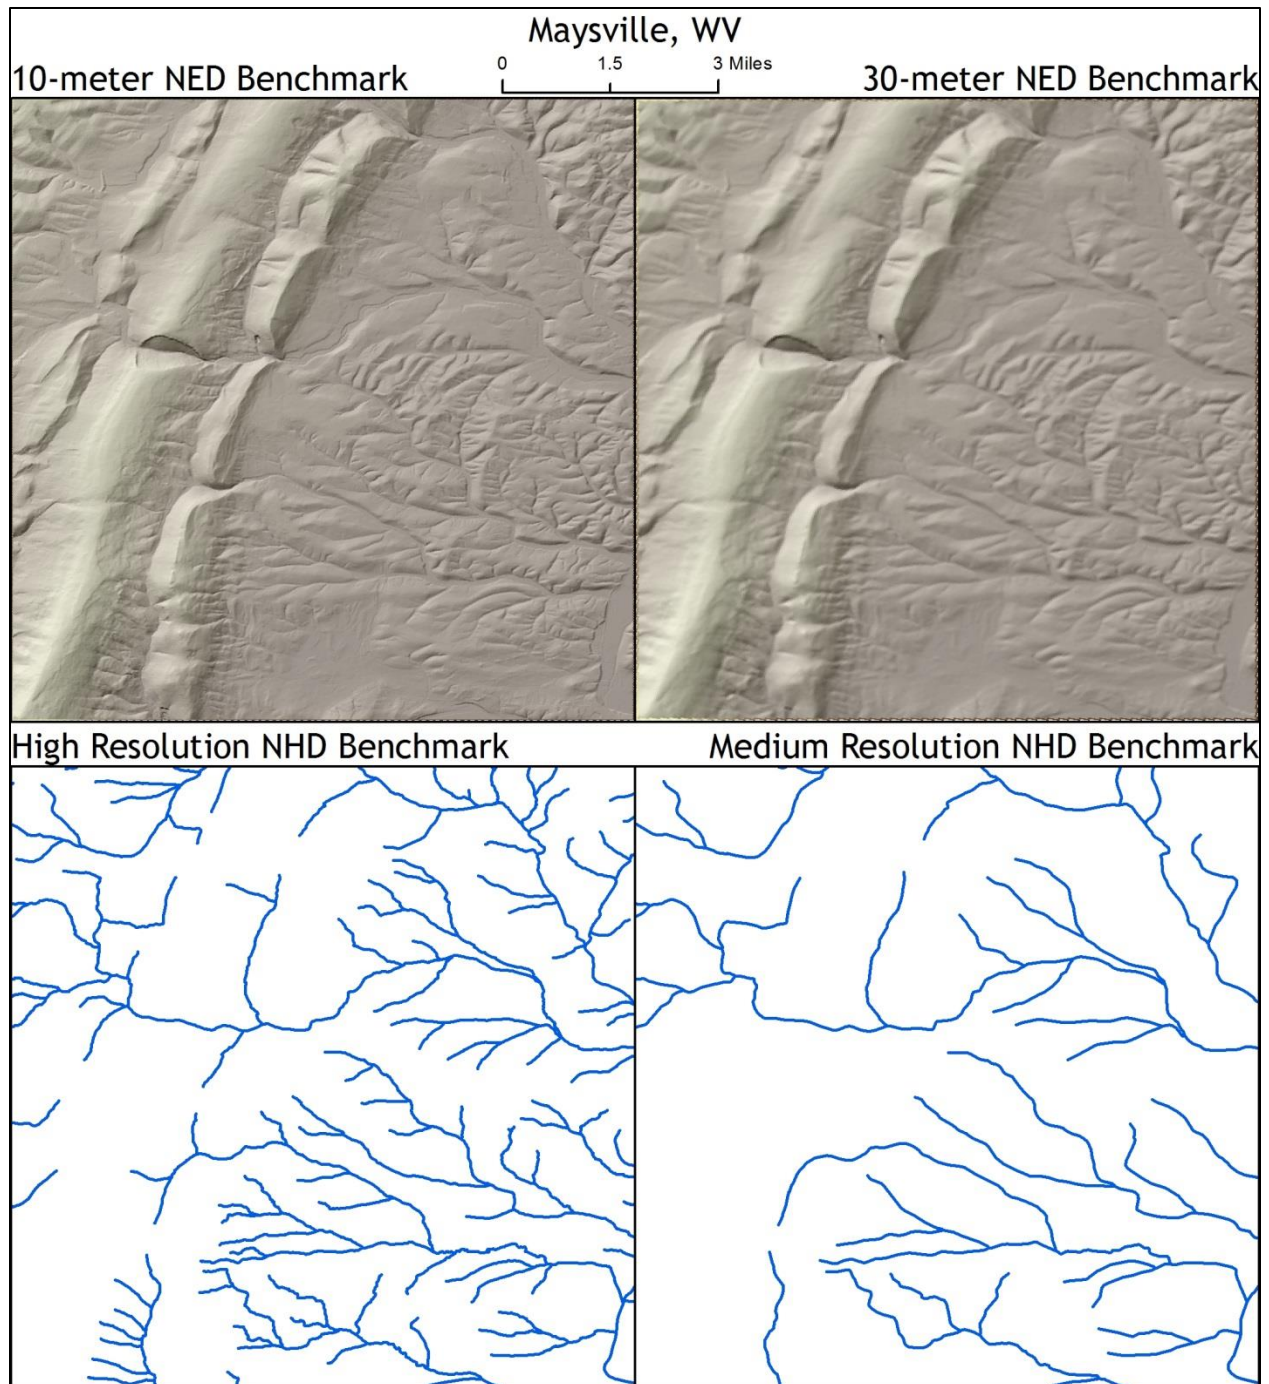 Maysville, WV
0 1.5 3 Miles
10-meter NED Benchmark
30-meter NED Benchmark
High Resolution NHD Benchmark
Medium Resolution NHD Benchmark